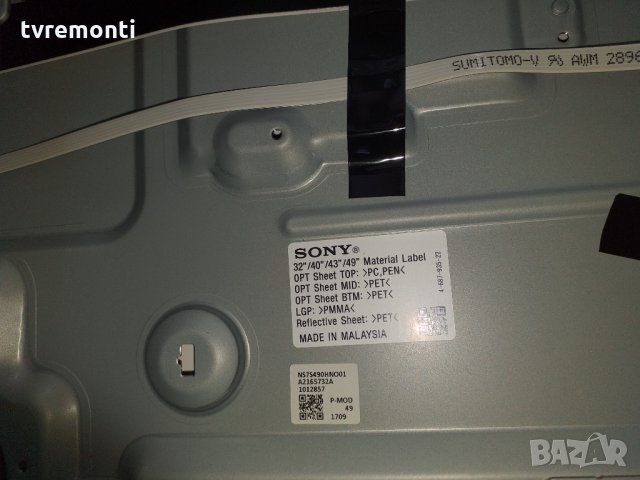 tvremonti
SUMITOMO-V AWM 2896
SONY®
32"/40"/43"/49" Material Label
OPT Sheet TOP: >PC,PEN<
OPT Sheet MID: >PET<
OPT Sheet BTM: >PET<
LGP: >PMMA<
Reflective Sheet: >PET<
MADE IN MALAYSIA
4-687-935-22
NS7S490HNO01
A2165732A
1012857
P-MOD
49
1709
BAZAR